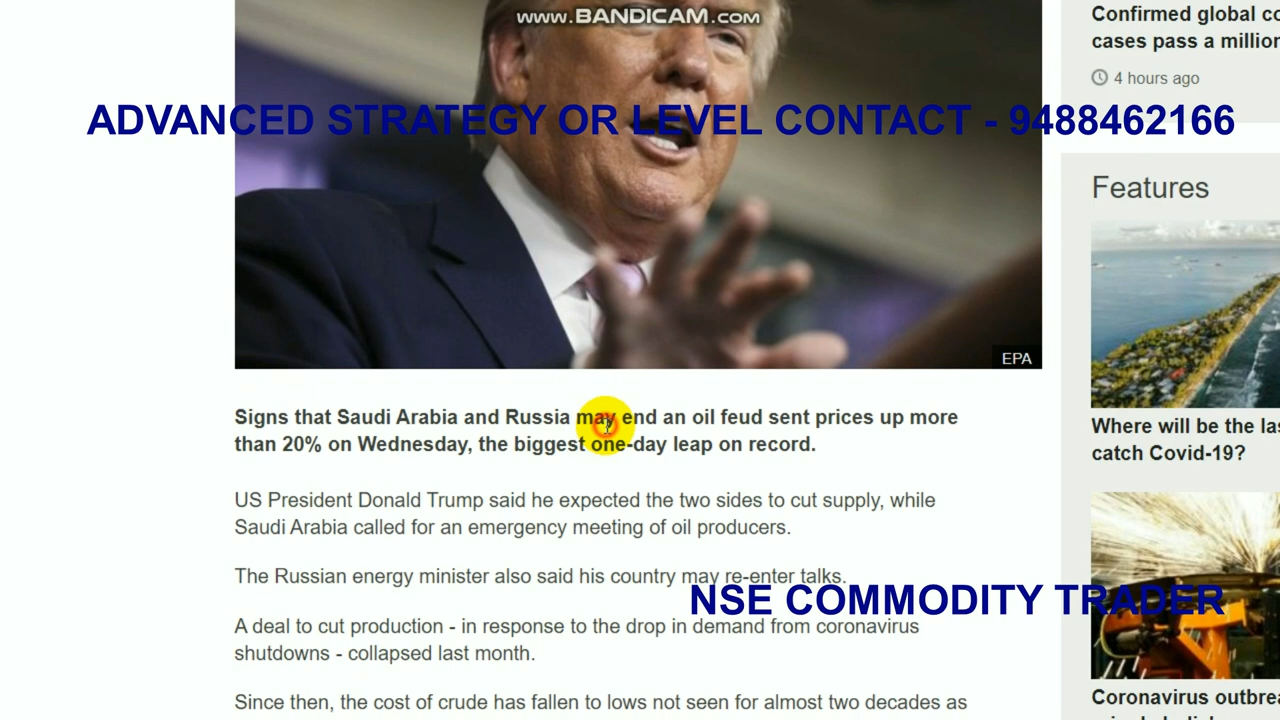 www.BANDICAM.com
ADVANCED STRATEGY OR LEVEL CONTACT - 9488462166
EPA
Signs that Saudi Arabia and Russia may end an oil feud sent prices up more
than 20% on Wednesday, the biggest one-day leap on record.
US President Donald Trump said he expected the two sides to cut supply, while
Saudi Arabia called for an emergency meeting of oil producers.
The Russian energy minister also said his country may re-enter talks.
NSE COMMODITY TRADER
A deal to cut production - in response to the drop in demand from coronavirus
shutdowns - collapsed last month.
Since then, the cost of crude has fallen to lows not seen for almost two decades as
Confirmed global
cases pass a million
4 hours ago
Features
Where will be the
catch Covid-19?
Coronavirus